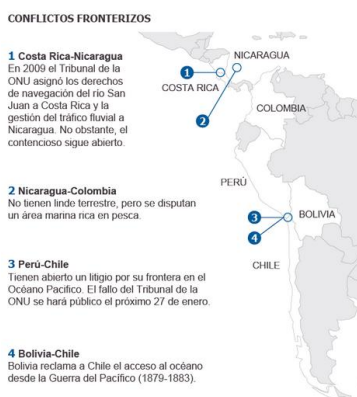 CONFLICTOS FRONTERIZOS
1 Costa Rica-Nicaragua
En 2009 el Tribunal de la
ONU asignó los derechos
de navegación del río San
Juan a Costa Rica y la
gestión del tráfico fluvial a
Nicaragua. No obstante, el
contencioso sigue abierto.
2 Nicaragua-Colombia
No tienen linde terrestre, pero se disputan
un área marina rica en pesca.
3 Perú-Chile
Tienen abierto un litigio por su frontera en el
Océano Pacifico. El fallo del Tribunal de la
ONU se hará público el próximo 27 de enero.
4 Bolivia-Chile
Bolivia reclama a Chile el acceso al océano
desde la Guerra del Pacífico (1879-1883).
NICARAGUA
1
COSTA RICA
COLOMBIA
2
PERÚ
3
BOLIVIA
4
CHILE